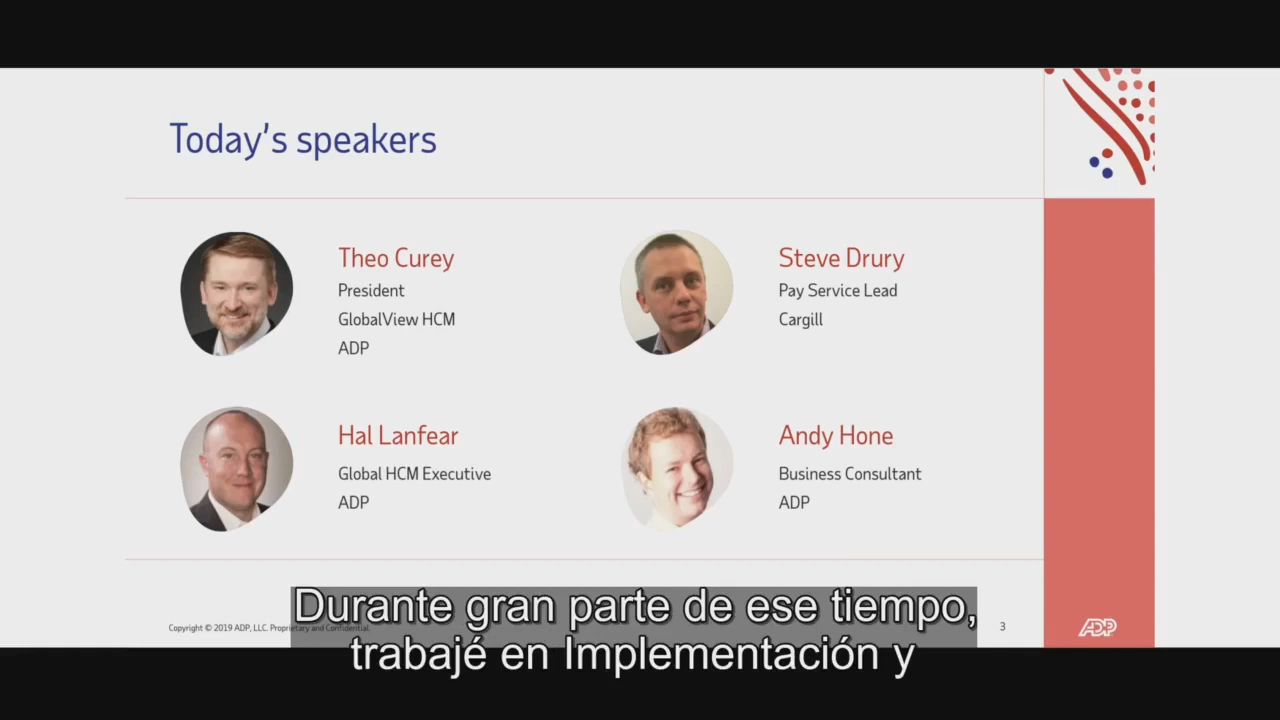 Today's speakers
Theo Curey
President
GlobalView HCM
ADP
Steve Drury
Pay Service Lead
Cargill
Hal Lanfear
Global HCM Executive
ADP
Andy Hone
Business Consultant
ADP
Copyright © 2019 ADP, LLC. Proprietary and Confidential.
3
ADP
Durante gran parte de ese tiempo,
trabajé en Implementación y